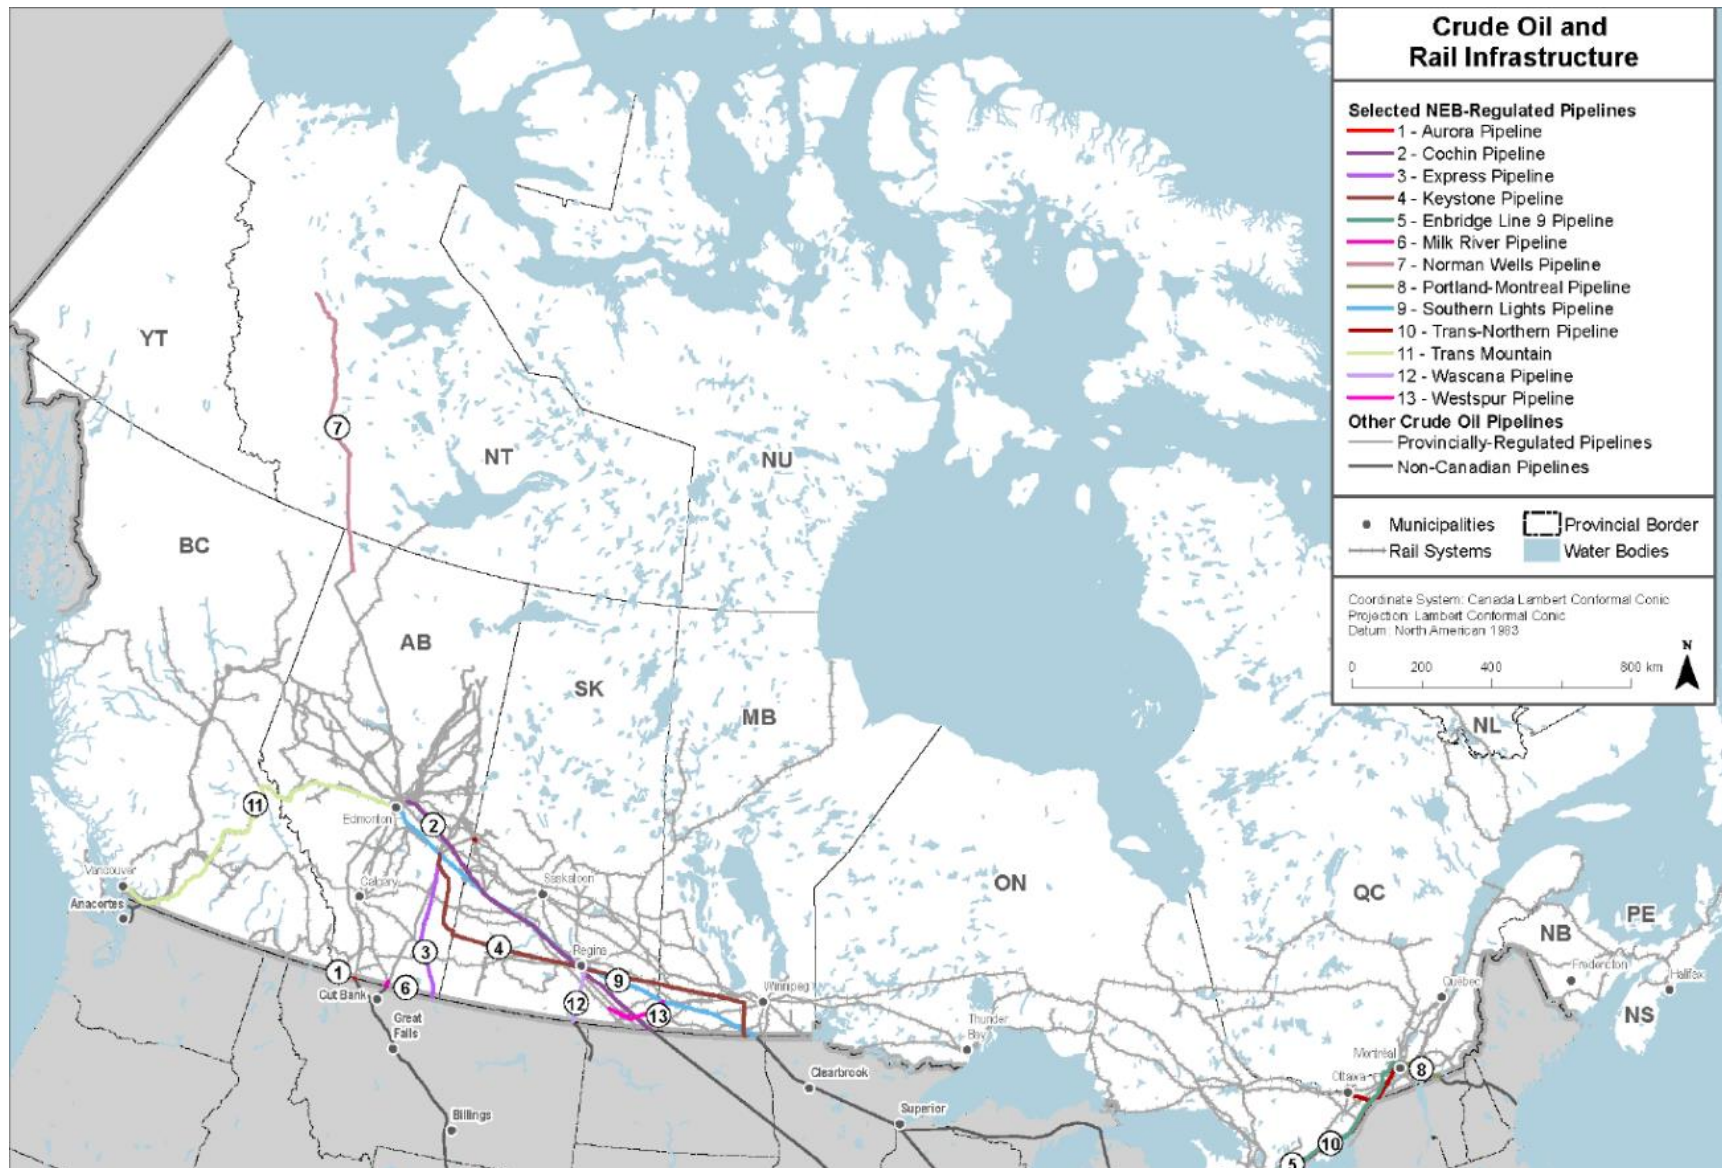 Crude Oil and
Rail Infrastructure
Selected NEB-Regulated Pipelines
1 - Aurora Pipeline
2 - Cochin Pipeline
3 - Express Pipeline
4 - Keystone Pipeline
5 - Enbridge Line 9 Pipeline
6 - Milk River Pipeline
7 - Norman Wells Pipeline
8 - Portland-Montreal Pipeline
9 - Southern Lights Pipeline
10 - Trans-Northern Pipeline
11 - Trans Mountain
12 - Wascana Pipeline
13 - Westspur Pipeline
Other Crude Oil Pipelines
Provincially-Regulated Pipelines
Non-Canadian Pipelines
Municipalities
Provincial Border
Rail Systems
Water Bodies
Coordinate System: Canada Lambert Conformal Conic
Projection: Lambert Conformal Conic
Datum: North American 1983
N
0 200 400 800 km
YT
7
NT
NU
BC
AB
SK
MB
NL
11
Edmonton
2
Vancouver
Anacortes
Calgary
Saskatoon
ON
QC
PE
NB
Fredericton
Halifax
NS
Québec
3
4
Regina
9
1
6
Cut Bank
12
13
Winnipeg
Great
Falls
Thunder
Bay
Montréal
8
Ottawa
Clearbrook
Superior
Billings
10
5